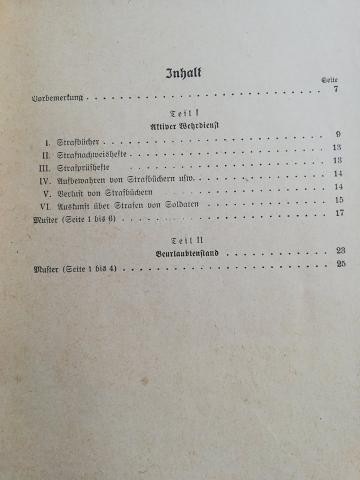 Inhalt
Seite
Vorbemerkung . . . . . . . . . . . . . . . . . . . . 7
Teil I
Aktiver Wehrdienst
I. Strafbücher . . . . . . . . . . . . . . . . . . . . 9
II. Strafnachweishefte . . . . . . . . . . . . . . . . 13
III. Strafprüfhefte . . . . . . . . . . . . . . . . . . 13
IV. Aufbewahren von Strafbüchern usw. . . . . . . . . . 14
V. Verlust von Strafbüchern . . . . . . . . . . . . . 14
VI. Auskunft über Strafen von Soldaten . . . . . . . . 15
Muster (Seite 1 bis 6) . . . . . . . . . . . . . . . . 17
Teil II
Beurlaubtenstand . . . . . . . . . . 23
Muster (Seite 1 bis 4) . . . . . . . . . . . . . . . . 25